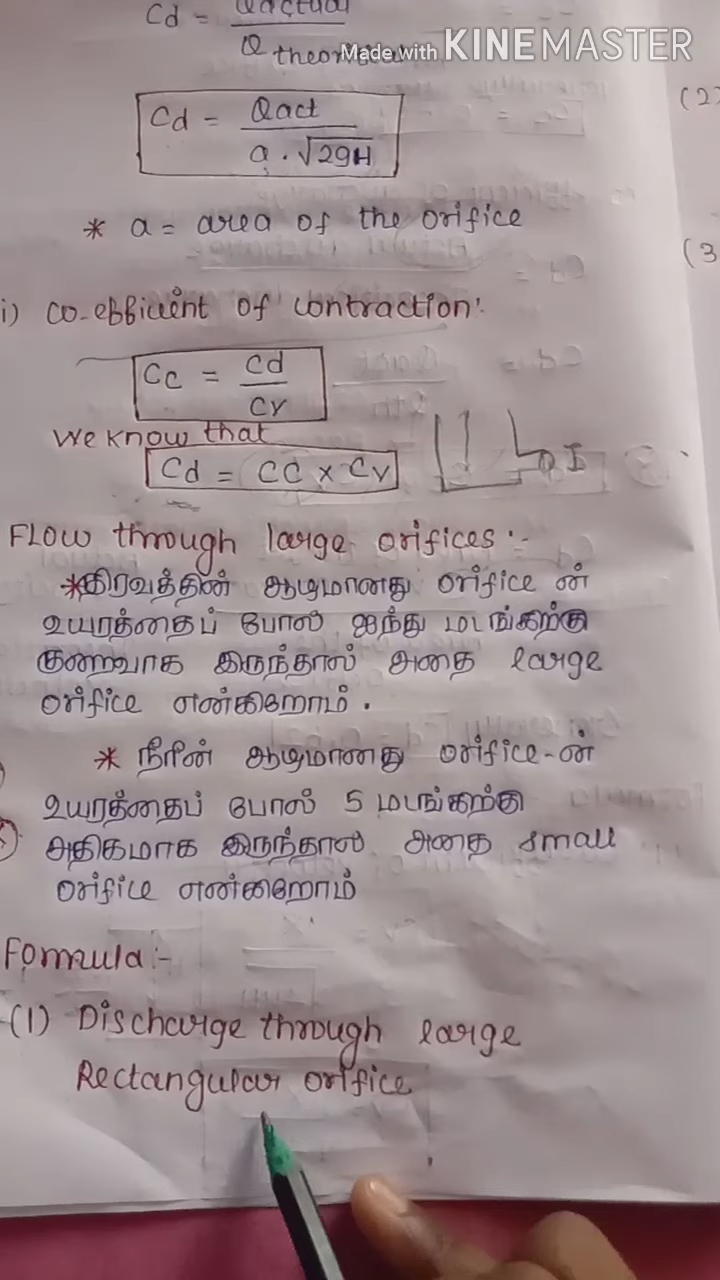 Cd = Qactual
Q theoretical
Made with KINEMASTER
Cd = Qact
a . √2gH
(2)
* a = area of the orifice
(3
i) Co-efficient of contraction:
Cc = Cd
Cv
We know that
Cd = CC x Cv
FLOW through large orifices:-
*திரவத்தின் ஆழமானது orifice ன்
உயரத்தைப் போல் ஐந்து மடங்கிற்கு
குறைவாக இருந்தால் அதை large
orifice என்கிறோம்.
* நீரின் ஆழமானது orifice-ன்
உயரத்தைப் போல் 5 மடங்கிற்கு
அதிகமாக இருந்தால் அதை small
orifice என்கிறோம்
Formula:-
(1) Discharge through large
Rectangular orifice